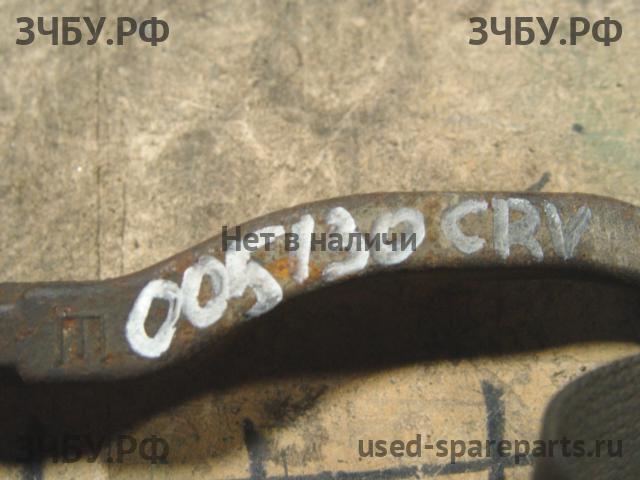 ЗЧБУ.РФ ЗЧБУ.РФ
Нет в наличи
005130 CRV
E
ЗЧБУ.РФ used-spareparts.ru